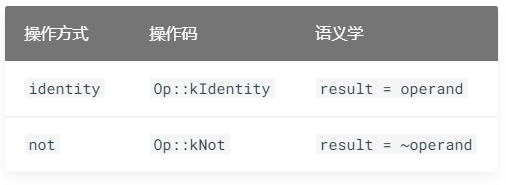 操作方式 操作码 语义学
identity Op::kIdentity result = operand
not Op::kNot result = ~operand